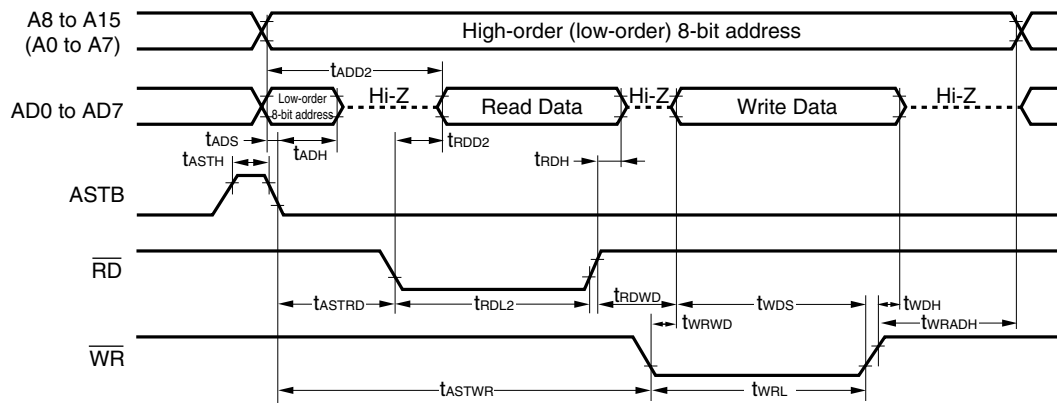 A8 to A15
(A0 to A7)
High-order (low-order) 8-bit address
tADD2
AD0 to AD7
Low-order
8-bit address
Hi-Z
Read Data
Hi-Z
Write Data
Hi-Z
tADS
tADH
tRDD2
tASTH
tRDH
ASTB
RD
tASTRD
tRDL2
tRDWD
tWDS
tWDH
tWRWD
tWRADH
WR
tASTWR
tWRL